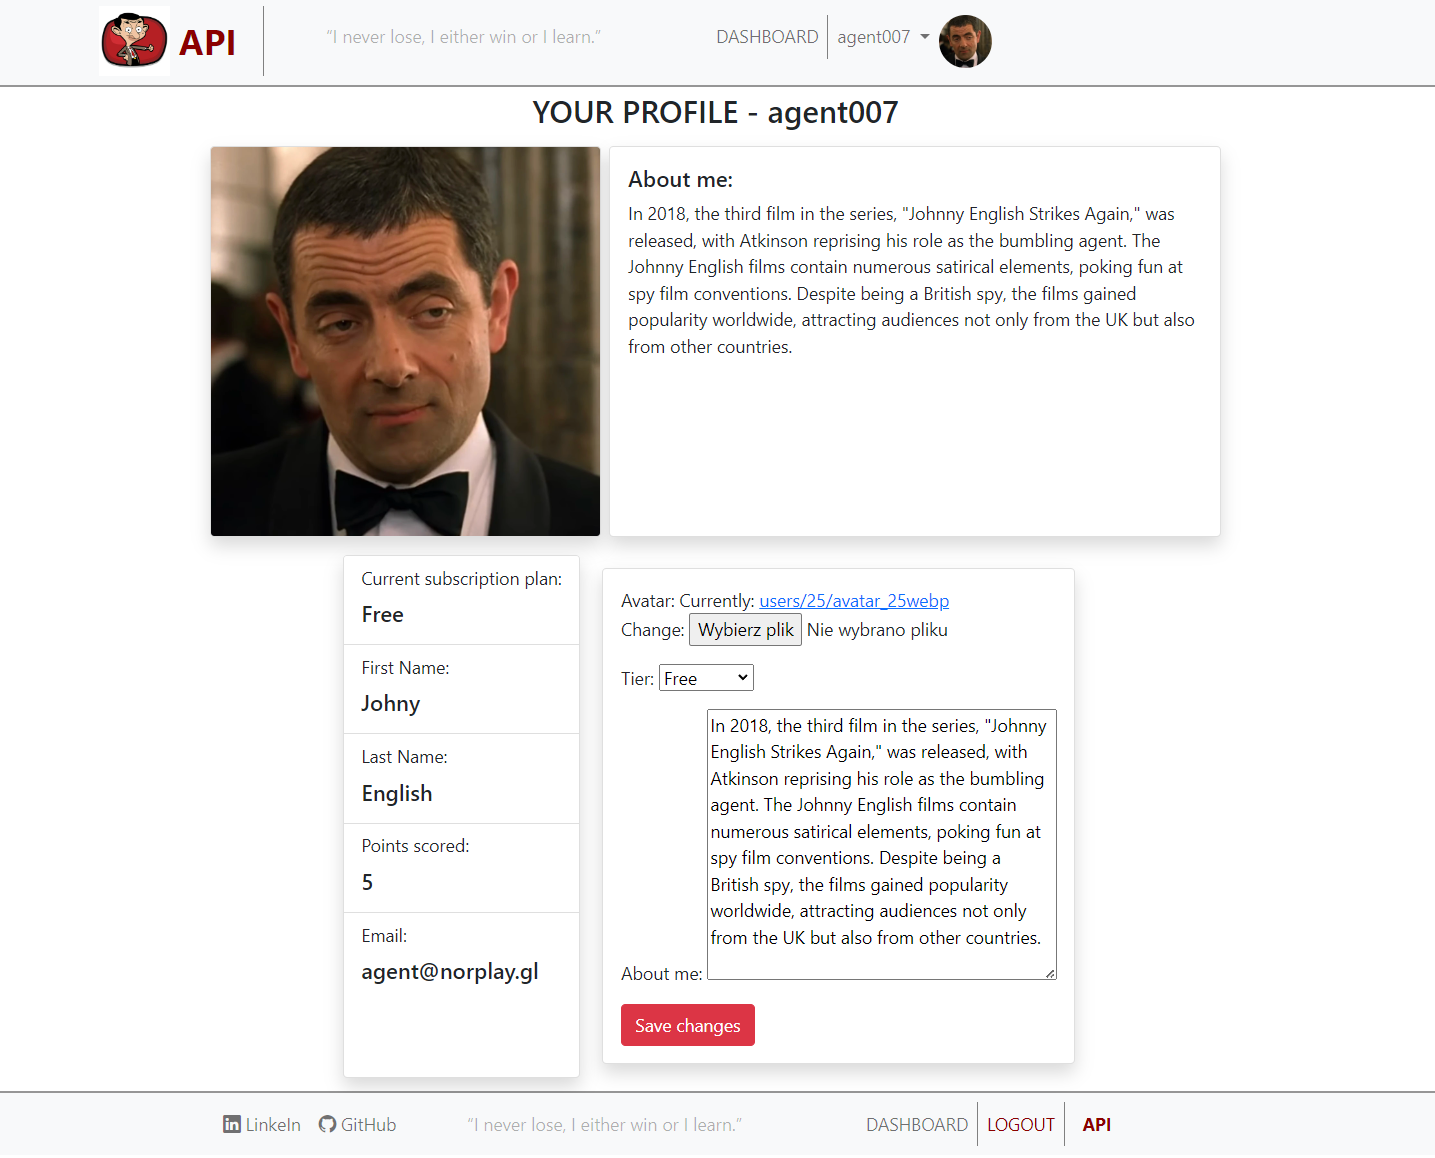 API
“I never lose, I either win or I learn.”
DASHBOARD
agent007
YOUR PROFILE - agent007
About me:
In 2018, the third film in the series, "Johnny English Strikes Again," was
released, with Atkinson reprising his role as the bumbling agent. The
Johnny English films contain numerous satirical elements, poking fun at
spy film conventions. Despite being a British spy, the films gained
popularity worldwide, attracting audiences not only from the UK but also
from other countries.
Current subscription plan:
Free
First Name:
Johny
Last Name:
English
Points scored:
5
Email:
agent@norplay.gl
Avatar: Currently: users/25/avatar_25webp
Change: Wybierz plik Nie wybrano pliku
Tier: Free
In 2018, the third film in the series, "Johnny
English Strikes Again," was released, with
Atkinson reprising his role as the bumbling
agent. The Johnny English films contain
numerous satirical elements, poking fun at
spy film conventions. Despite being a
British spy, the films gained popularity
worldwide, attracting audiences not only
from the UK but also from other countries.
About me:
Save changes
LinkeIn
GitHub
“I never lose, I either win or I learn.”
DASHBOARD
LOGOUT
API